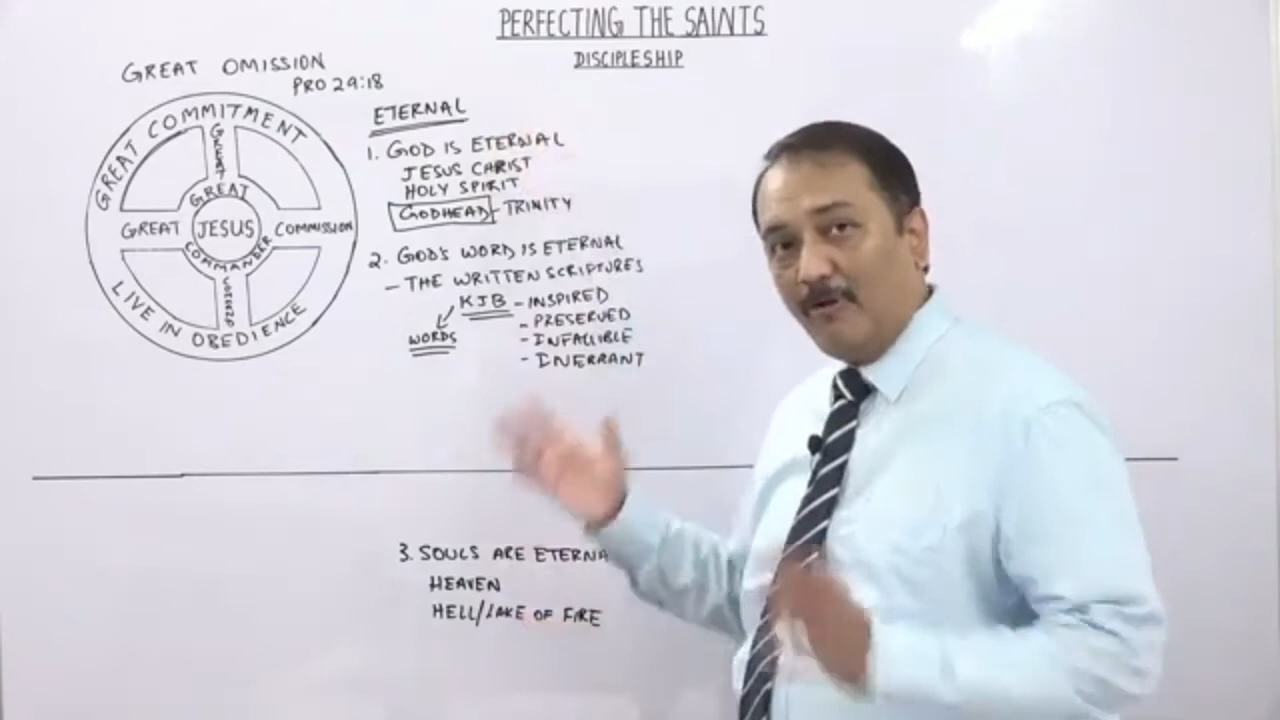 PERFECTING THE SAINTS
DISCIPLESHIP
GREAT OMISSION
PRO 29:18
GREAT COMMITMENT
GREAT
GREAT
GREAT JESUS COMMISSION
COMMANDER
LIVE IN OBEDIENCE
ETERNAL
1. GOD IS ETERNAL
JESUS CHRIST
HOLY SPIRIT
GODHEAD - TRINITY
2. GOD'S WORD IS ETERNAL
- THE WRITTEN SCRIPTURES
KJB - INSPIRED
- PRESERVED
WORDS
- INFALLIBLE
- INERRANT
3. SOULS ARE ETERNA
HEAVEN
HELL/LAKE OF FIRE